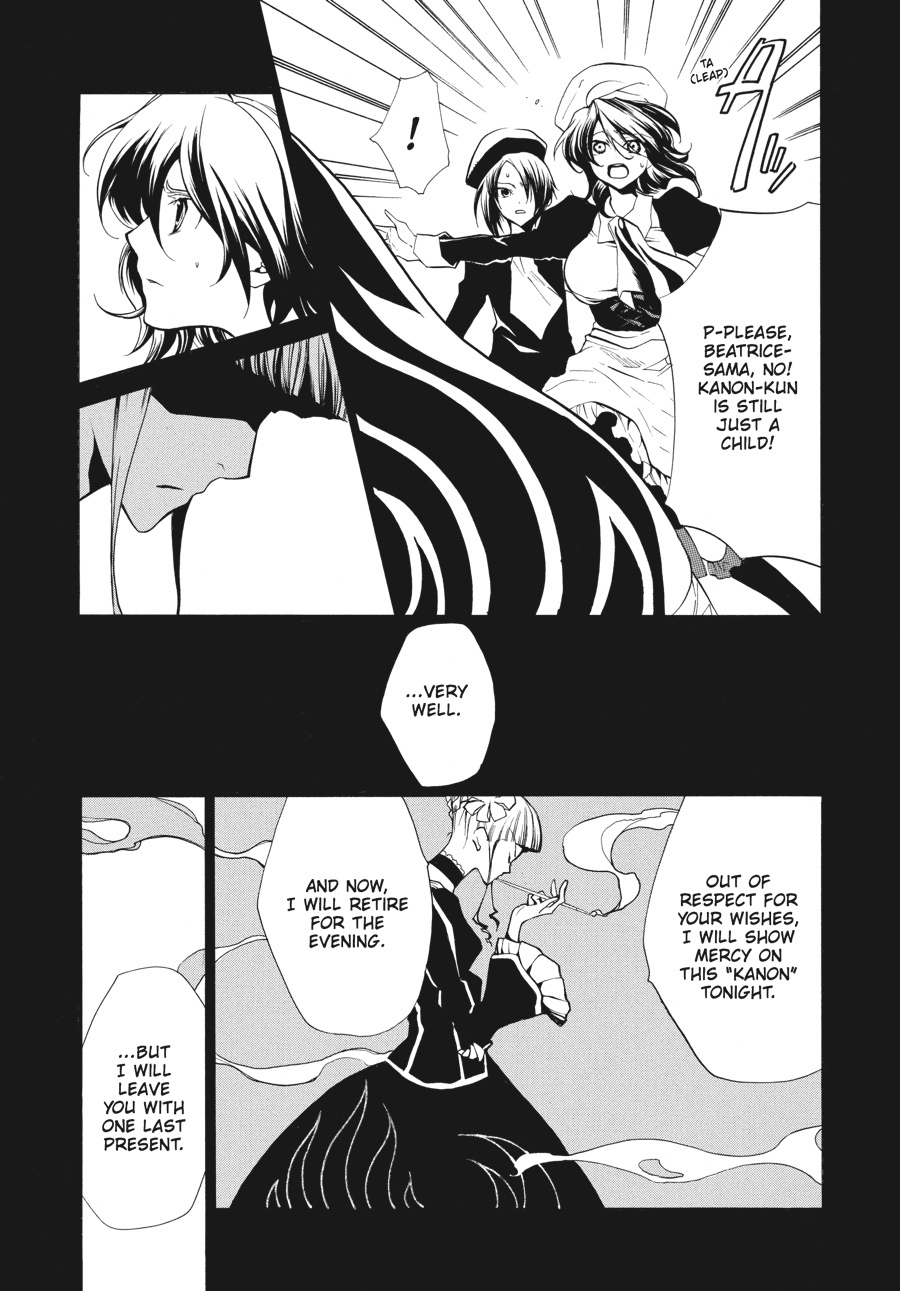 TA
(LEAP)
!
P-PLEASE,
BEATRICE-
SAMA, NO!
KANON-KUN
IS STILL
JUST A
CHILD!
...VERY
WELL.
OUT OF
RESPECT FOR
YOUR WISHES,
I WILL SHOW
MERCY ON
THIS "KANON"
TONIGHT.
AND NOW,
I WILL RETIRE
FOR THE
EVENING.
...BUT
I WILL
LEAVE
YOU WITH
ONE LAST
PRESENT.